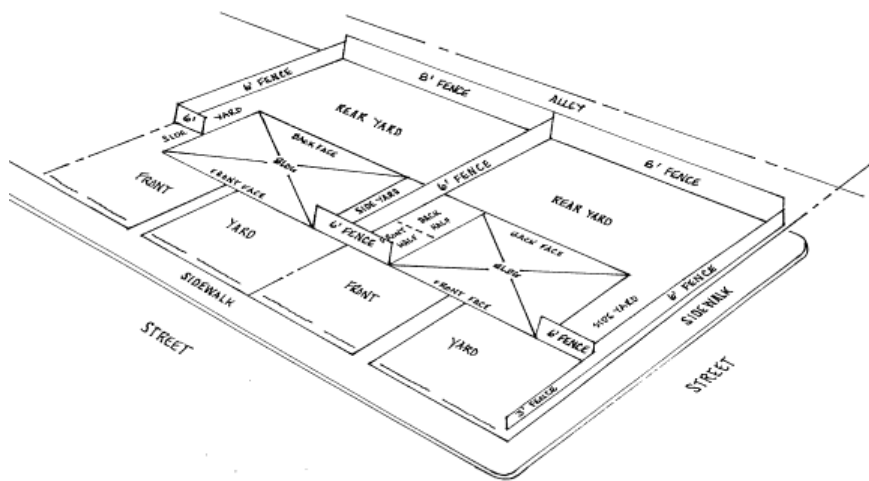 6' FENCE
8' FENCE
ALLEY
6'
YARD
SIDE
REAR YARD
BACK FACE
BLDG
FRONT FACE
FRONT
SIDE YARD
6' FENCE
8' FENCE
REAR YARD
6' FENCE
FRONT
HALF
BACK
HALF
YARD
BACK FACE
BLDG
FRONT FACE
FRONT
SIDE YARD
6' FENCE
SIDEWALK
6' FENCE
SIDEWALK
STREET
YARD
3' FENCE
STREET